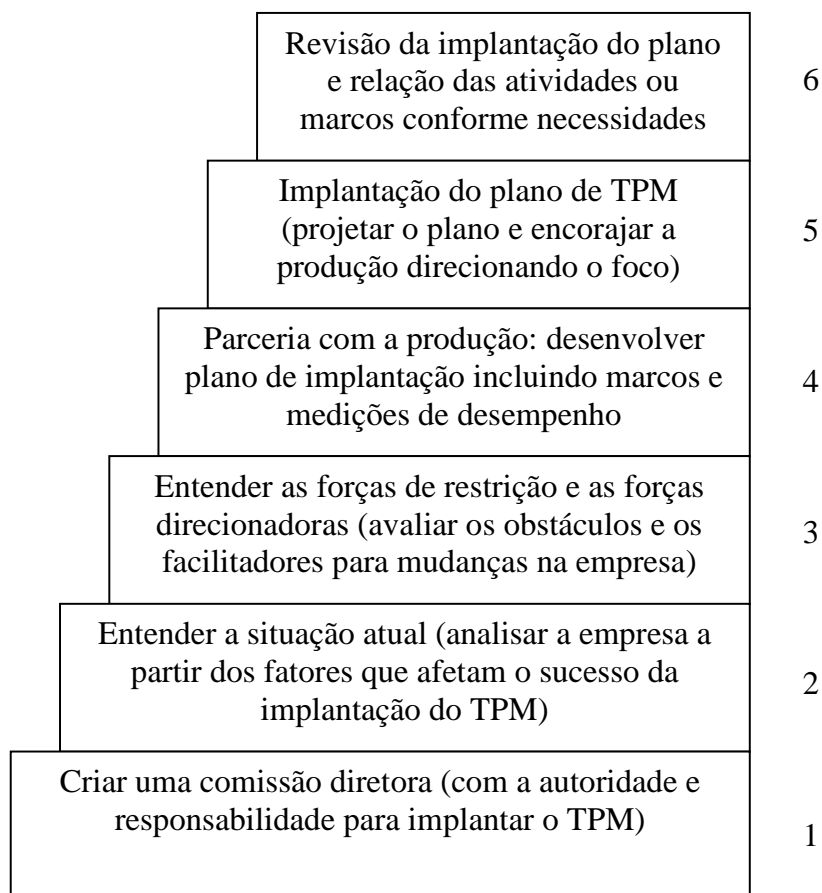 Revisão da implantação do plano
e relação das atividades ou
marcos conforme necessidades
6
Implantação do plano de TPM
(projetar o plano e encorajar a
produção direcionando o foco)
5
Parceria com a produção: desenvolver
plano de implantação incluindo marcos e
medições de desempenho
4
Entender as forças de restrição e as forças
direcionadoras (avaliar os obstáculos e os
facilitadores para mudanças na empresa)
3
Entender a situação atual (analisar a empresa a
partir dos fatores que afetam o sucesso da
implantação do TPM)
2
Criar uma comissão diretora (com a autoridade e
responsabilidade para implantar o TPM)
1